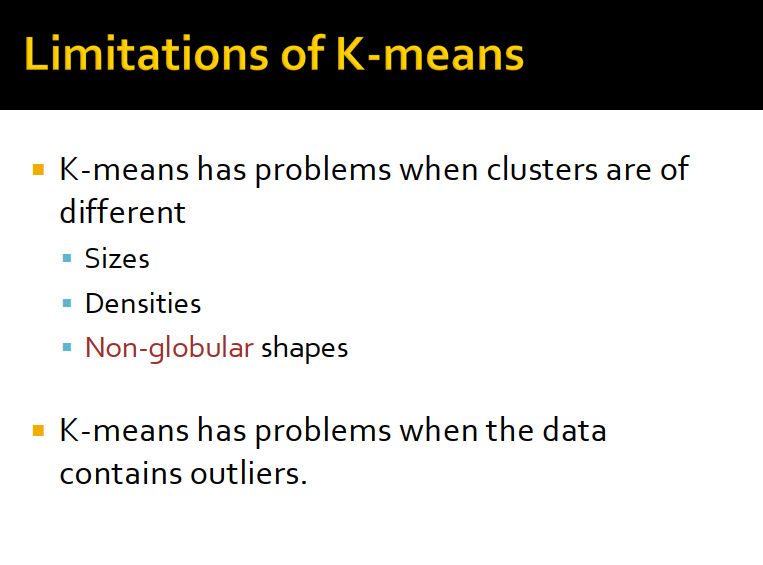 Limitations of K-means
K-means has problems when clusters are of
different
Sizes
Densities
Non-globular shapes
K-means has problems when the data
contains outliers.